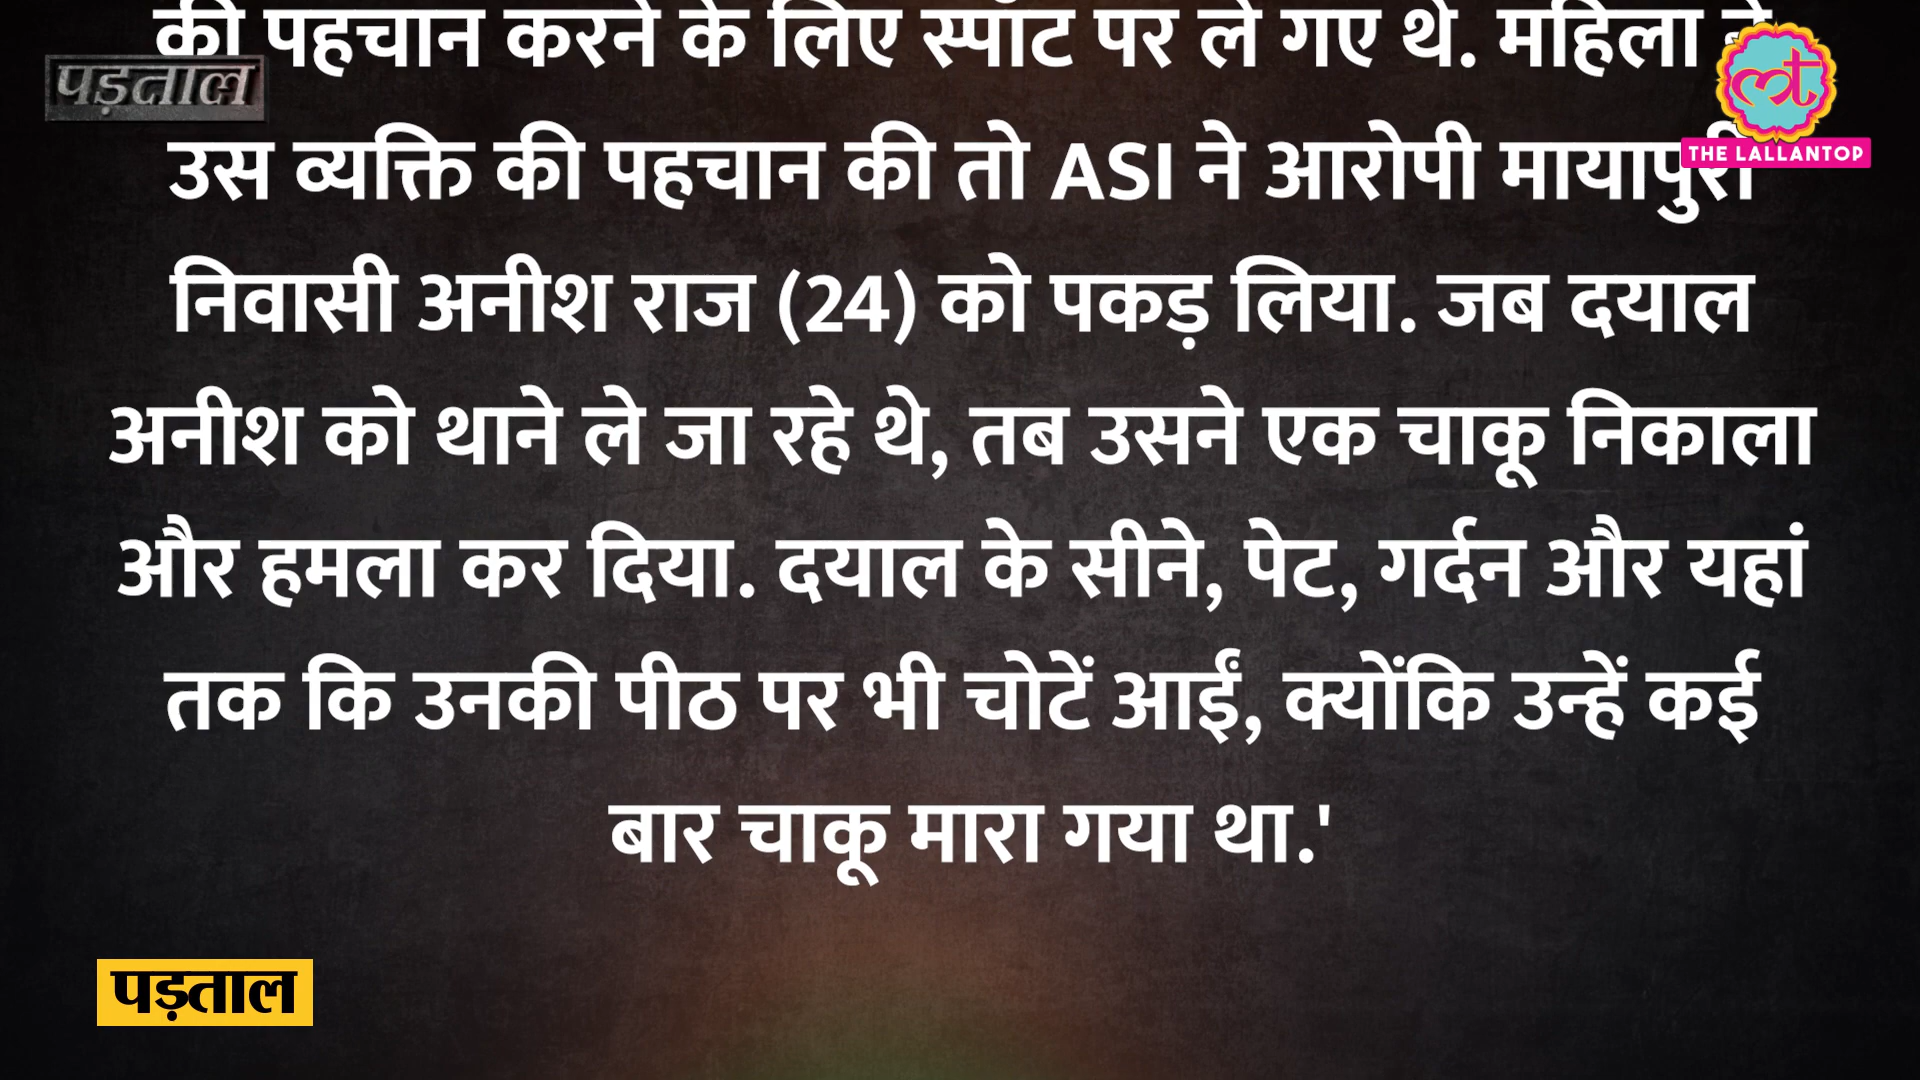 की पहचान करने के लिए स्पॉट पर ले गए थे. महिला ने
पड़ताल
THE LALLANTOP
उस व्यक्ति की पहचान की तो ASI ने आरोपी मायापुरी
निवासी अनीश राज (24) को पकड़ लिया. जब दयाल
अनीश को थाने ले जा रहे थे, तब उसने एक चाकू निकाला
और हमला कर दिया. दयाल के सीने, पेट, गर्दन और यहां
तक कि उनकी पीठ पर भी चोटें आईं, क्योंकि उन्हें कई
बार चाकू मारा गया था.'
पड़ताल